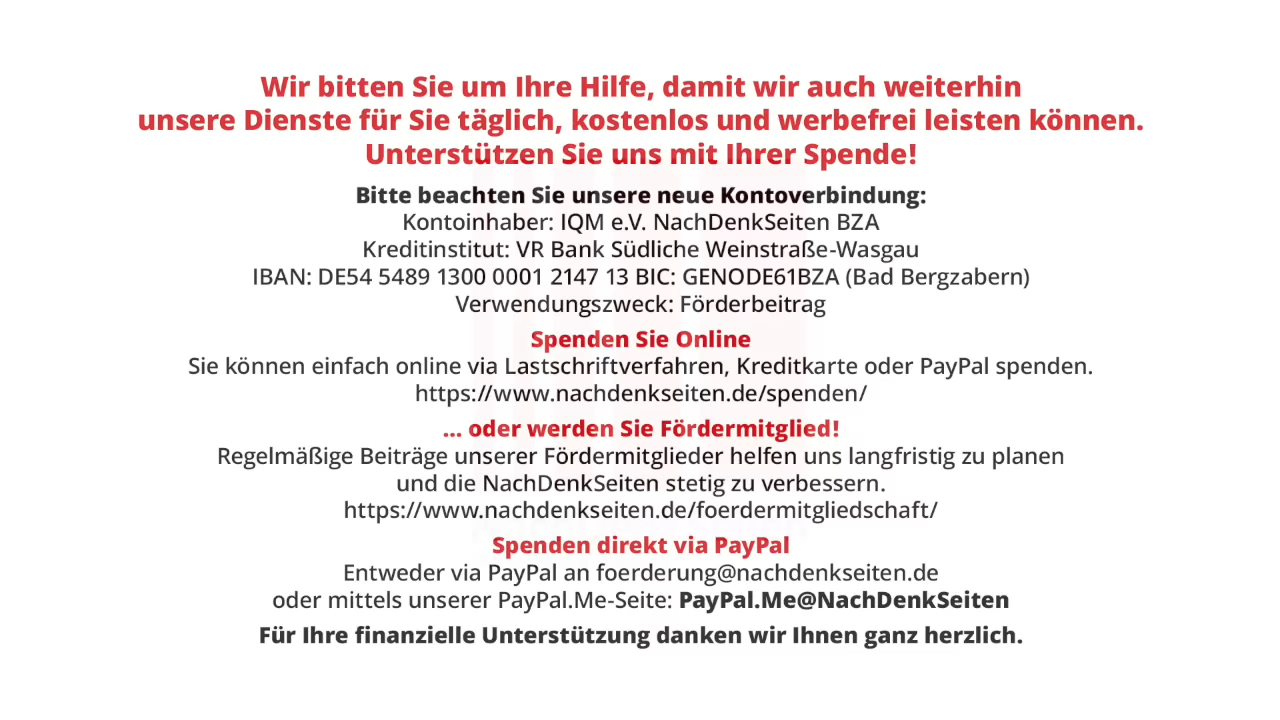 Wir bitten Sie um Ihre Hilfe, damit wir auch weiterhin
unsere Dienste für Sie täglich, kostenlos und werbefrei leisten können.
Unterstützen Sie uns mit Ihrer Spende!
Bitte beachten Sie unsere neue Kontoverbindung:
Kontoinhaber: IQM e.V. NachDenkSeiten BZA
Kreditinstitut: VR Bank Südliche Weinstraße-Wasgau
IBAN: DE54 5489 1300 0001 2147 13 BIC: GENODE61BZA (Bad Bergzabern)
Verwendungszweck: Förderbeitrag
Spenden Sie Online
Sie können einfach online via Lastschriftverfahren, Kreditkarte oder PayPal spenden.
https://www.nachdenkseiten.de/spenden/
... oder werden Sie Fördermitglied!
Regelmäßige Beiträge unserer Fördermitglieder helfen uns langfristig zu planen
und die NachDenkSeiten stetig zu verbessern.
https://www.nachdenkseiten.de/foerdermitgliedschaft/
Spenden direkt via PayPal
Entweder via PayPal an foerderung@nachdenkseiten.de
oder mittels unserer PayPal.Me-Seite: PayPal.Me@NachDenkSeiten
Für Ihre finanzielle Unterstützung danken wir Ihnen ganz herzlich.